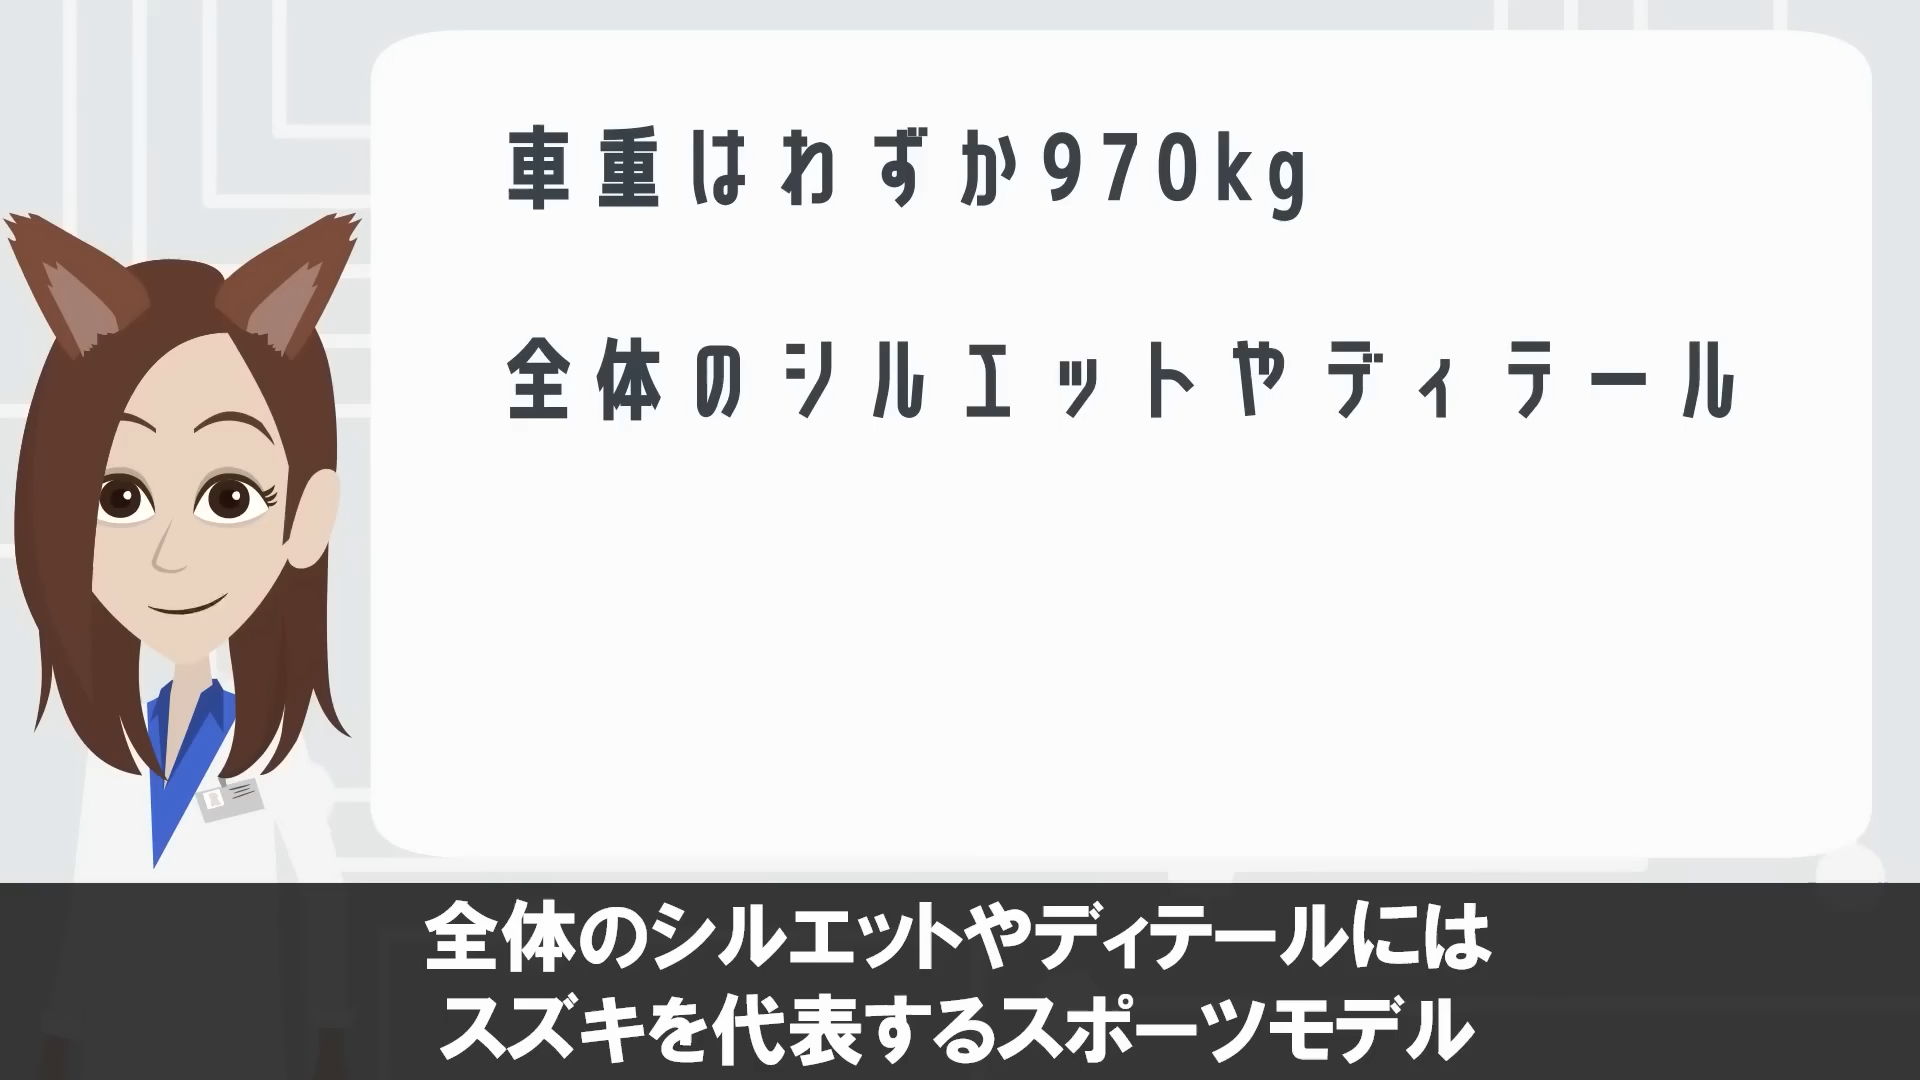 車重はわずか970kg
全体のシルエットやディテール
全体のシルエットやディテールには
スズキを代表するスポーツモデル